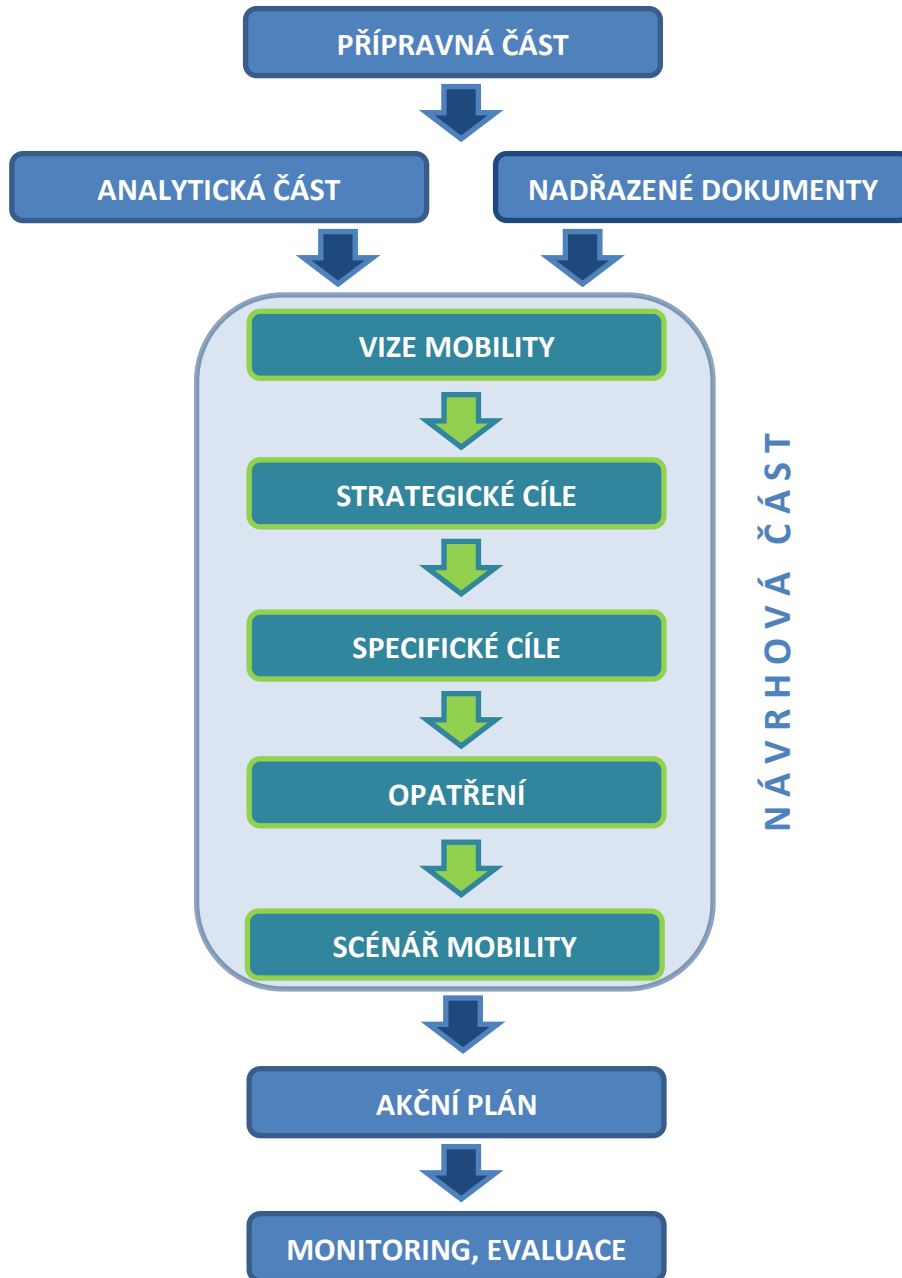 PŘÍPRAVNÁ ČÁST
ANALYTICKÁ ČÁST
NADŘAZENÉ DOKUMENTY
VIZE MOBILITY
STRATEGICKÉ CÍLE
SPECIFICKÉ CÍLE
OPATŘENÍ
SCÉNÁŘ MOBILITY
NÁVRHOVÁ ČÁST
AKČNÍ PLÁN
MONITORING, EVALUACE